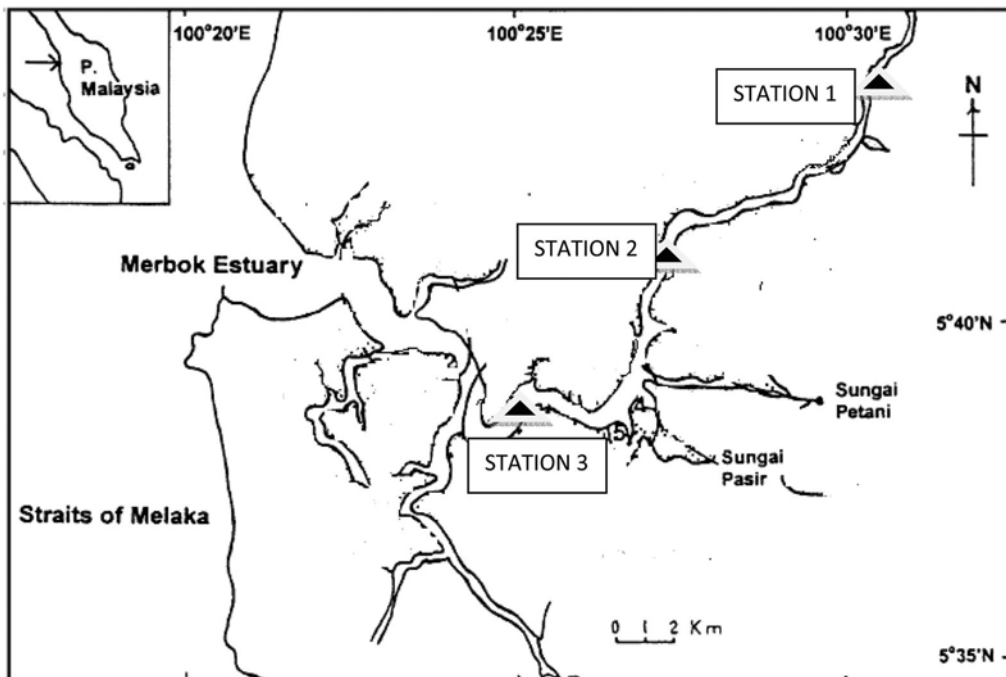 100°20'E
100°25'E
100°30'E
P.
Malaysia
STATION 1
N
STATION 2
Merbok Estuary
5°40'N
Sungai
Petani
STATION 3
Sungai
Pasir
Straits of Melaka
0 1 2 Km
5°35'N